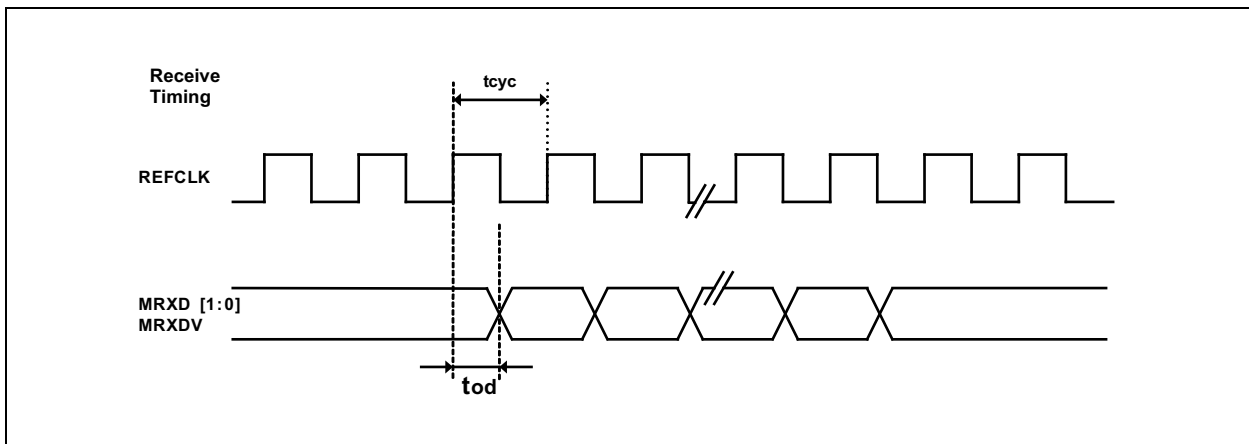 Receive
Timing
tcyc
REFCLK
MRXD [1:0]
MRXDV
tod